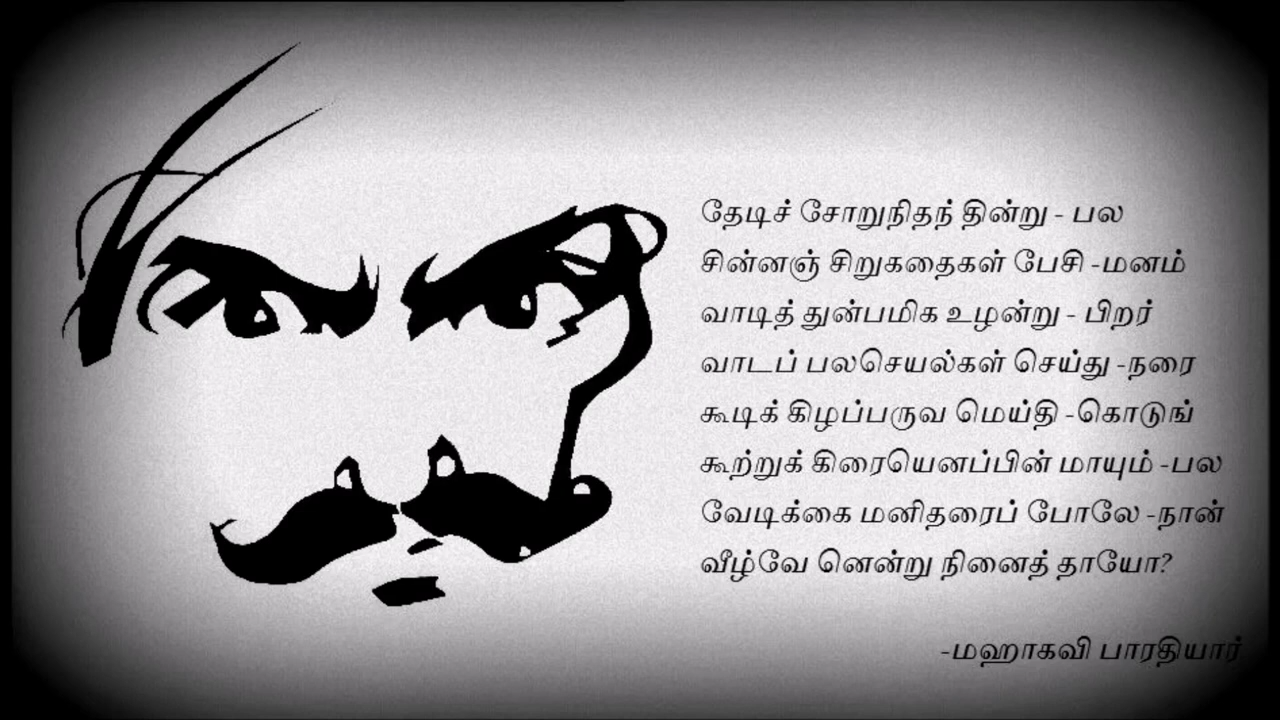 தேடிச் சோறுநிதந் தின்று - பல
சின்னஞ் சிறுகதைகள் பேசி -மனம்
வாடித் துன்பமிக உழன்று - பிறர்
வாடப் பலசெயல்கள் செய்து -நரை
கூடிக் கிழப்பருவ மெய்தி -கொடுங்
கூற்றுக் கிரையெனப்பின் மாயும் -பல
வேடிக்கை மனிதரைப் போலே -நான்
வீழ்வே னென்று நினைத் தாயோ?
-மஹாகவி பாரதியார்